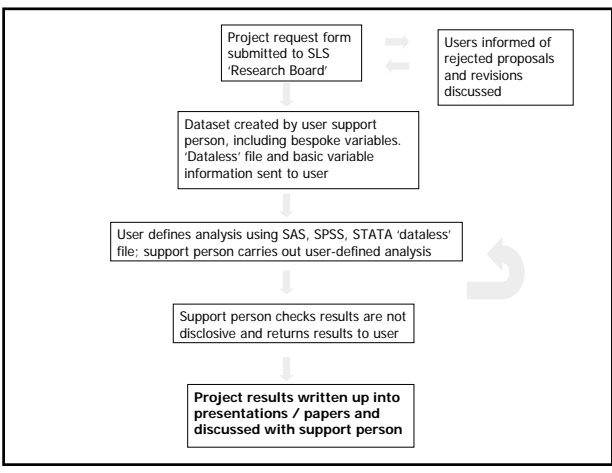 Project request form
submitted to SLS
‘Research Board’
Users informed of
rejected proposals
and revisions
discussed
Dataset created by user support
person, including bespoke variables.
‘Dataless’ file and basic variable
information sent to user
User defines analysis using SAS, SPSS, STATA ‘dataless’
file; support person carries out user-defined analysis
Support person checks results are not
disclosive and returns results to user
Project results written up into
presentations / papers and
discussed with support person